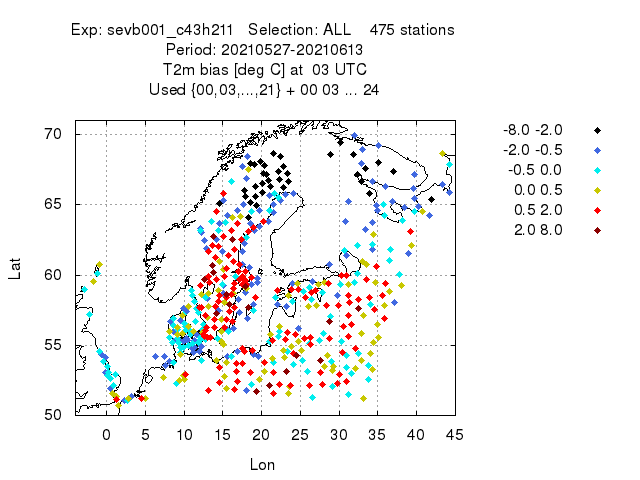 Exp: sevb001_c43h211 Selection: ALL 475 stations
Period: 20210527-20210613
T2m bias [deg C] at 03 UTC
Used {00,03,...,21} + 00 03 ... 24
70
65
60
55
50
Lat
0 5 10 15 20 25 30 35 40 45
Lon
-8.0 -2.0
-2.0 -0.5
-0.5 0.0
0.0 0.5
0.5 2.0
2.0 8.0